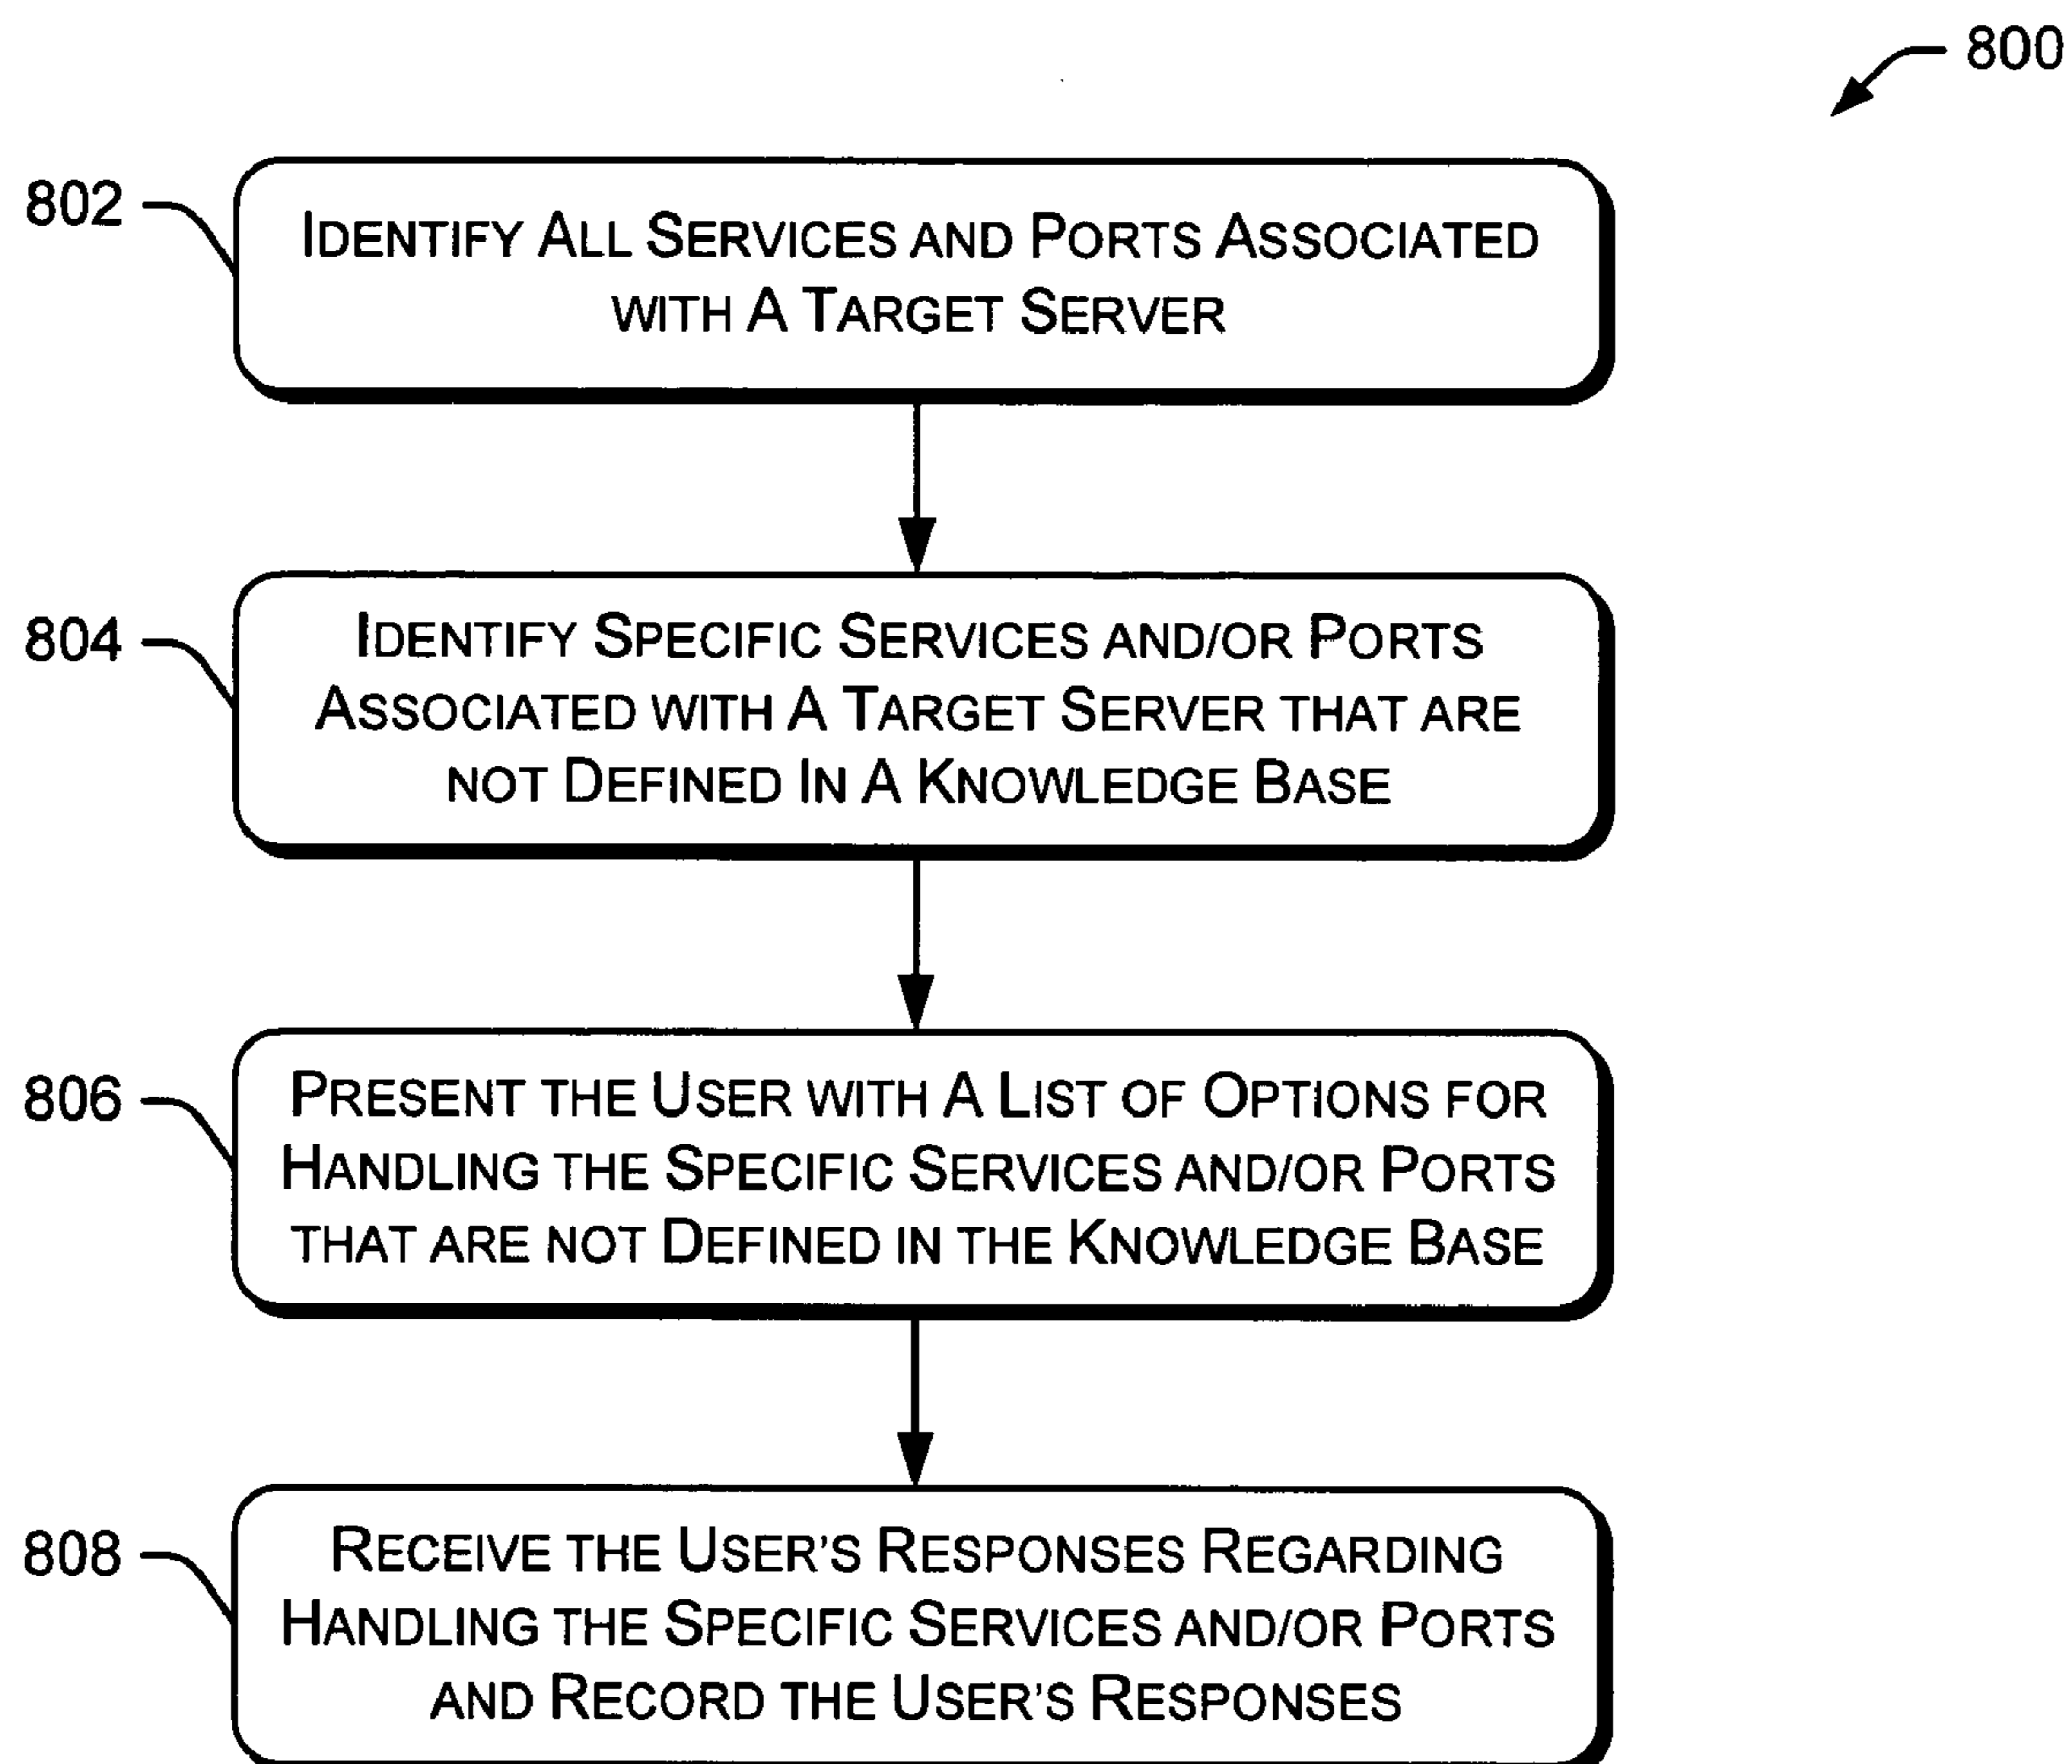 800
802
IDENTIFY ALL SERVICES AND PORTS ASSOCIATED
WITH A TARGET SERVER
804
IDENTIFY SPECIFIC SERVICES AND/OR PORTS
ASSOCIATED WITH A TARGET SERVER THAT ARE
NOT DEFINED IN A KNOWLEDGE BASE
806
PRESENT THE USER WITH A LIST OF OPTIONS FOR
HANDLING THE SPECIFIC SERVICES AND/OR PORTS
THAT ARE NOT DEFINED IN THE KNOWLEDGE BASE
808
RECEIVE THE USER'S RESPONSES REGARDING
HANDLING THE SPECIFIC SERVICES AND/OR PORTS
AND RECORD THE USER'S RESPONSES